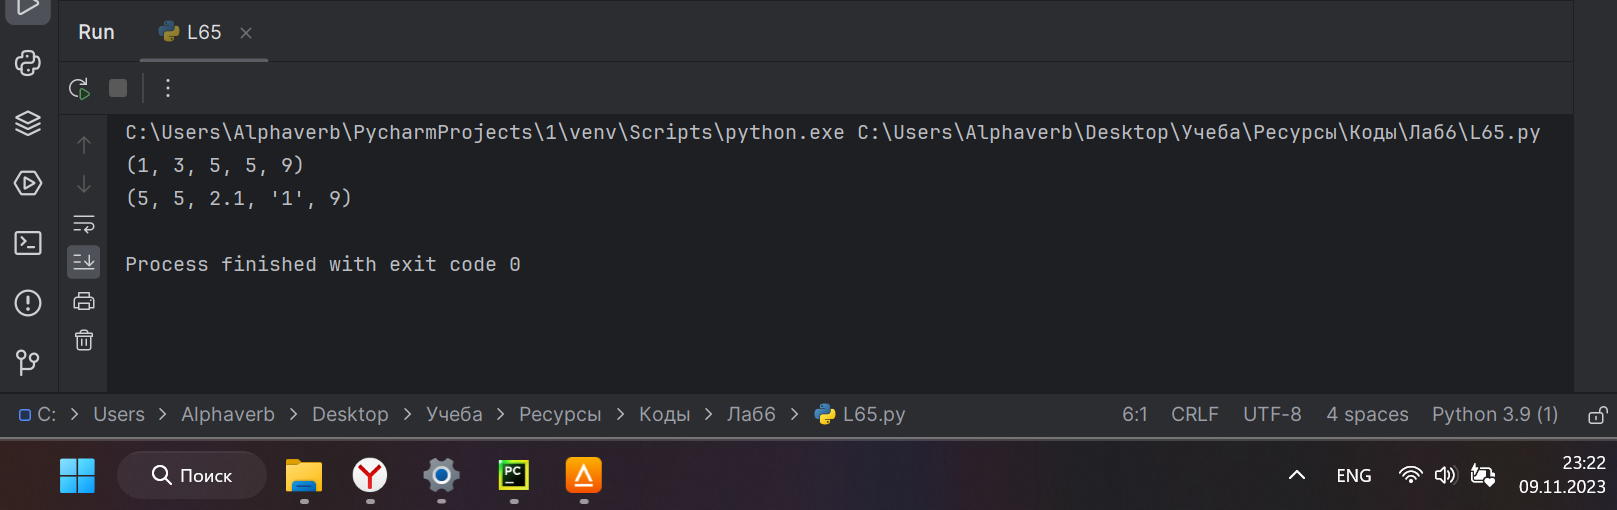 Run L65
C:\Users\Alphaverb\PycharmProjects\1\venv\Scripts\python.exe C:\Users\Alphaverb\Desktop\Учеба\Ресурсы\Коды\Лаб6\L65.py
(1, 3, 5, 5, 9)
(5, 5, 2.1, '1', 9)
Process finished with exit code 0
C: > Users > Alphaverb > Desktop > Учеба > Ресурсы > Коды > Лаб6 > L65.py 6:1 CRLF UTF-8 4 spaces Python 3.9 (1)
Поиск PC ENG 23:22
09.11.2023